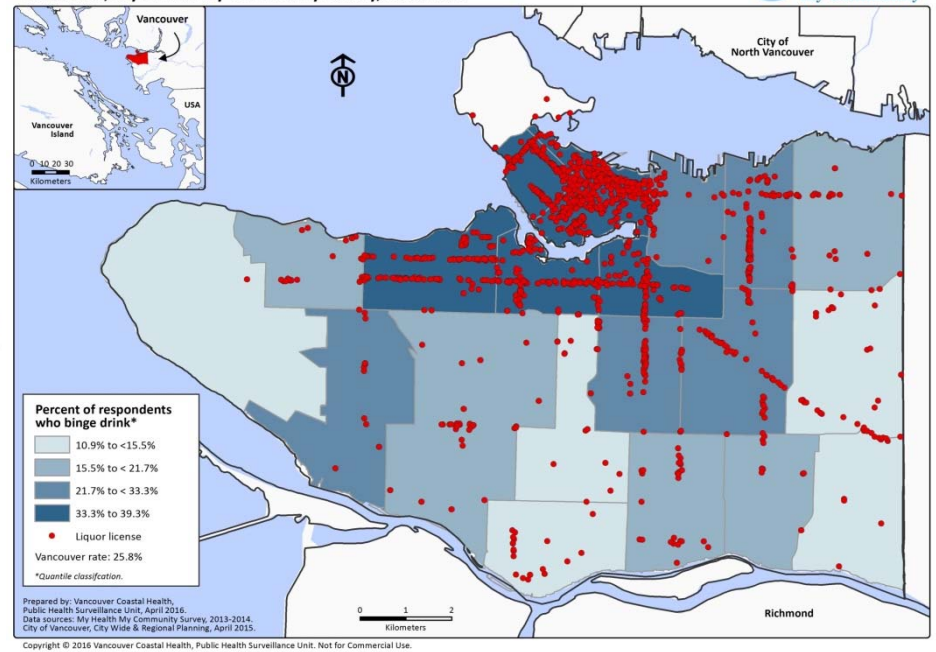 Vancouver
City of
North Vancouver
USA
Vancouver
Island
0 10 20 30
Kilometers
N
Percent of respondents
who binge drink*
10.9% to <15.5%
15.5% to < 21.7%
21.7% to < 33.3%
33.3% to 39.3%
Liquor license
Vancouver rate: 25.8%
*Quantile classifcation.
Prepared by: Vancouver Coastal Health,
Public Health Surveillance Unit, April 2016.
Data sources: My Health My Community Survey, 2013-2014.
City of Vancouver, City Wide & Regional Planning, April 2015.
0 1 2
Kilometers
Richmond
Copyright © 2016 Vancouver Coastal Health, Public Health Surveillance Unit. Not for Commercial Use.